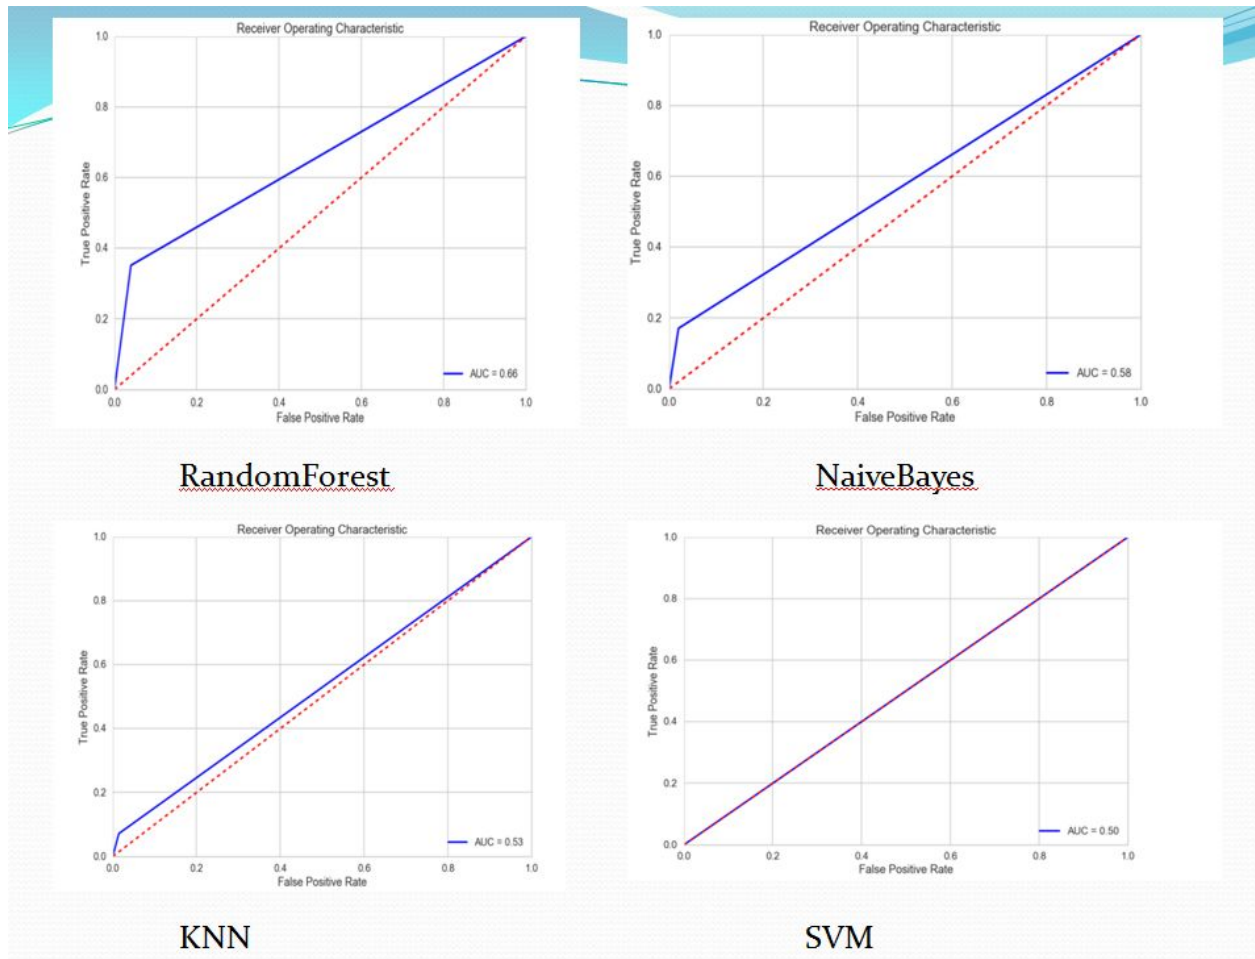 Receiver Operating Characteristic
1.0
0.8
0.6
0.4
0.2
0.0
True Positive Rate
AUC = 0.66
0.0 0.2 0.4 0.6 0.8 1.0
False Positive Rate
RandomForest
Receiver Operating Characteristic
1.0
0.8
0.6
0.4
0.2
0.0
True Positive Rate
AUC = 0.58
0.0 0.2 0.4 0.6 0.8 1.0
False Positive Rate
NaiveBayes
Receiver Operating Characteristic
1.0
0.8
0.6
0.4
0.2
0.0
True Positive Rate
AUC = 0.53
0.0 0.2 0.4 0.6 0.8 1.0
False Positive Rate
KNN
Receiver Operating Characteristic
1.0
0.8
0.6
0.4
0.2
0.0
True Positive Rate
AUC = 0.50
0.0 0.2 0.4 0.6 0.8 1.0
False Positive Rate
SVM